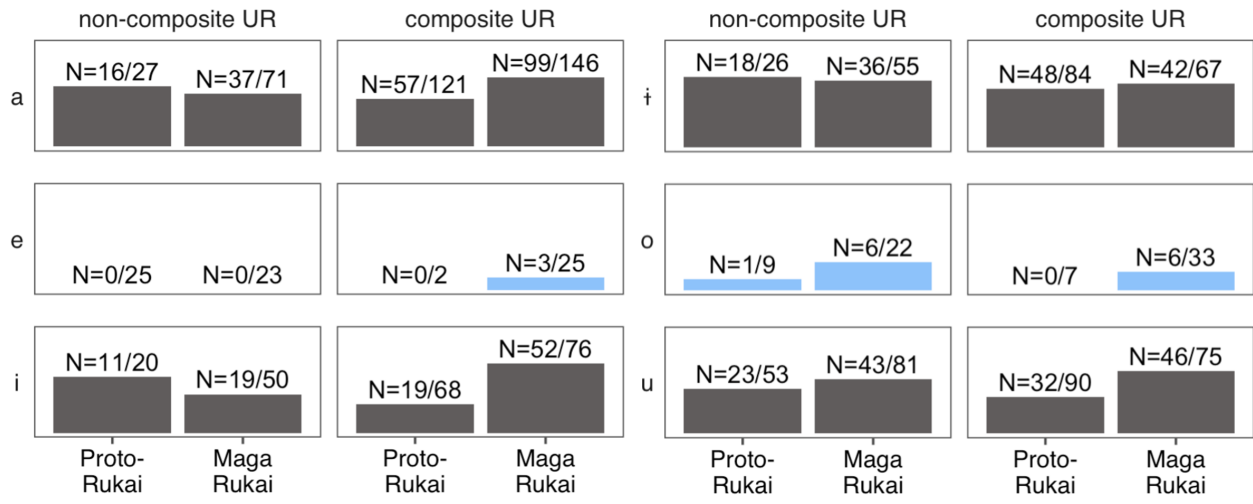 non-composite UR composite UR non-composite UR composite UR
a N=16/27 N=37/71 N=57/121 N=99/146 ɨ N=18/26 N=36/55 N=48/84 N=42/67
e N=0/25 N=0/23 N=0/2 N=3/25 o N=1/9 N=6/22 N=0/7 N=6/33
i N=11/20 N=19/50 N=19/68 N=52/76 u N=23/53 N=43/81 N=32/90 N=46/75
Proto- Maga Proto- Maga Proto- Maga Proto- Maga
Rukai Rukai Rukai Rukai Rukai Rukai Rukai Rukai